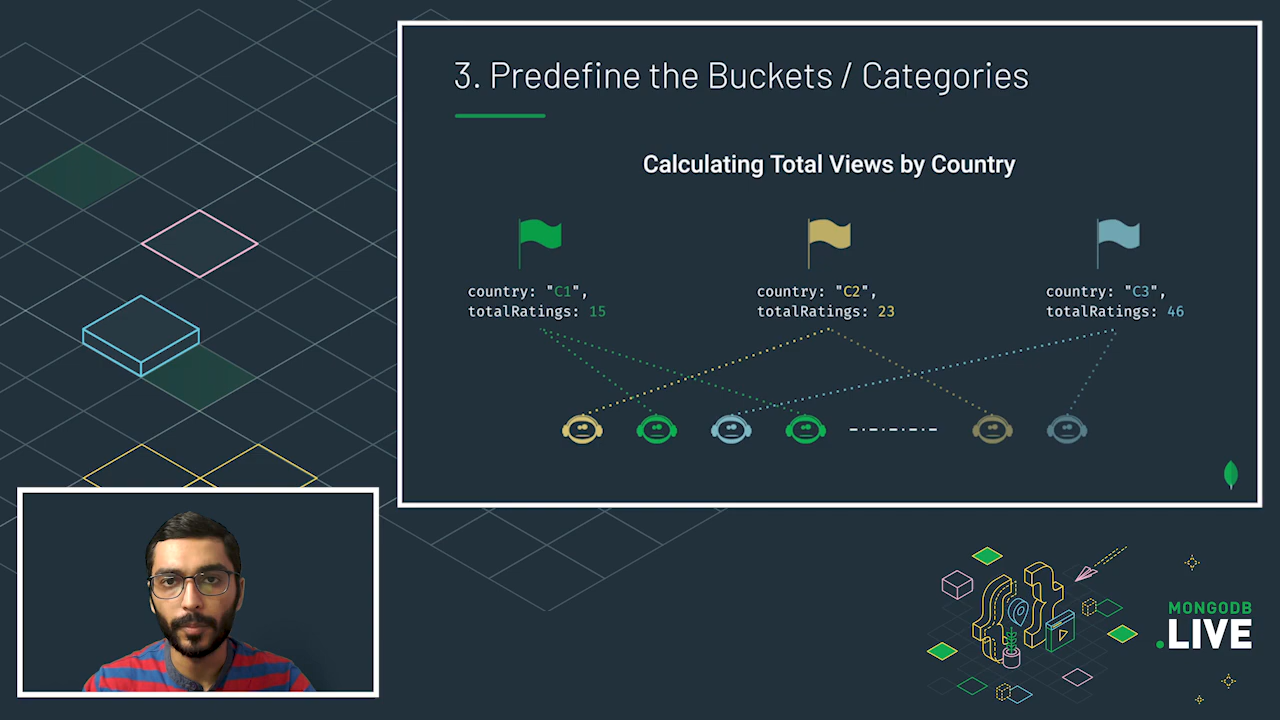 3. Predefine the Buckets / Categories
Calculating Total Views by Country
country: "C1",
totalRatings: 15
country: "C2",
totalRatings: 23
country: "C3",
totalRatings: 46
MONGODB
.LIVE